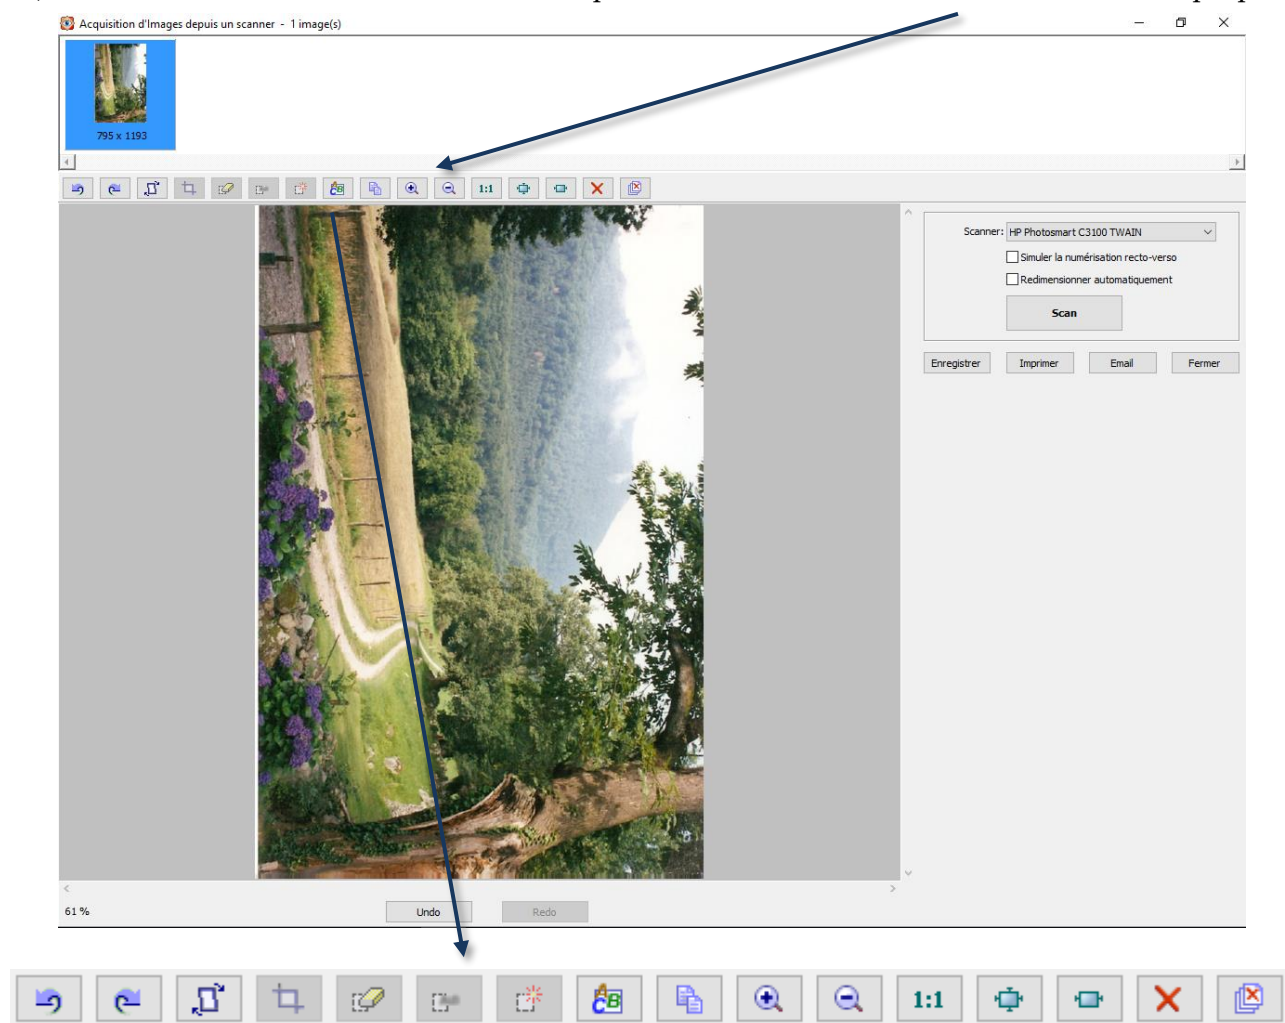 Acquisition d'Images depuis un scanner - 1 image(s)
795 x 1193
1:1
Scanner: HP Photosmart C3100 TWAIN
Simuler la numérisation recto-verso
Redimensionner automatiquement
Scan
Enregistrer Imprimer Email Fermer
61 %
Undo Redo
1:1